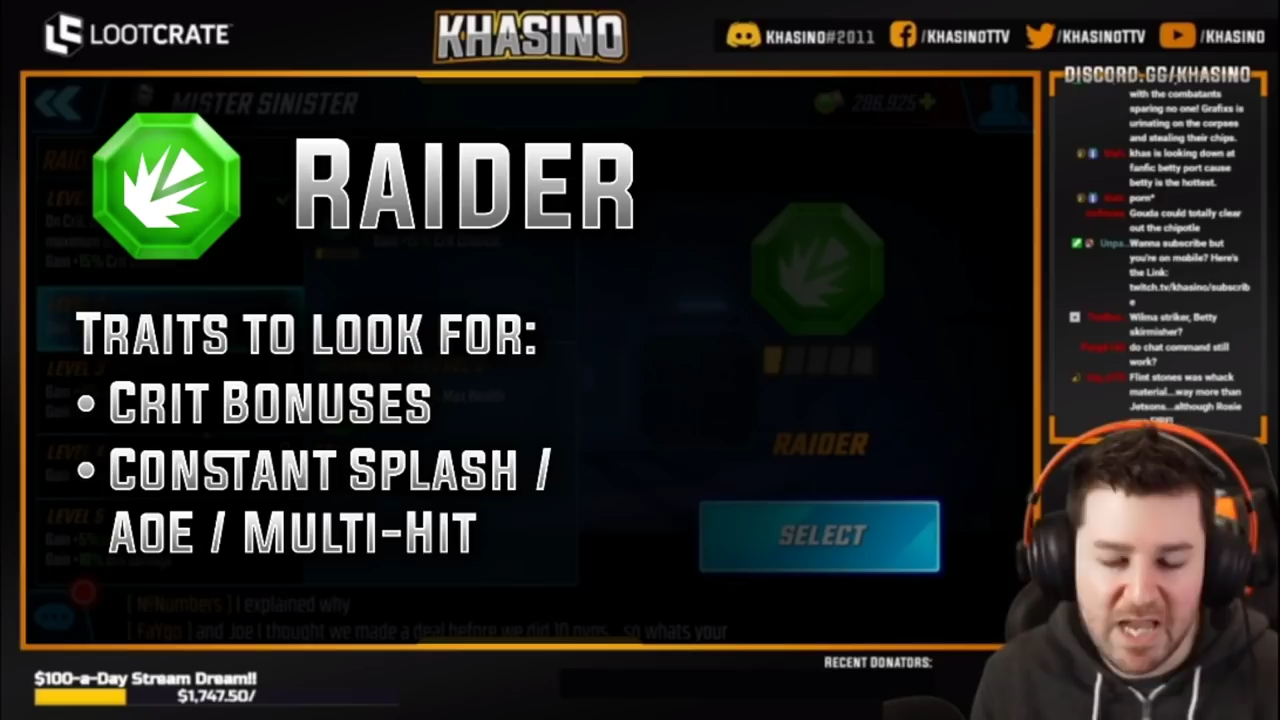 LOOTCRATE
KHASINO
KHASINO#2011
/KHASINOTTV
/KHASINOTTV
/KHASINO
DISCORD.GG/KHASINO
MISTER SINISTER
286,925
RAIDER
TRAITS TO LOOK FOR:
• CRIT BONUSES
• CONSTANT SPLASH /
AOE / MULTI-HIT
RAIDER
SELECT
LEVEL 5
[ NºNumbers ] I explained why
[ FaYgo ] and Joe I thought we made a deal before we did 10 runs... so whats your
with the combatants
sparing no one! Grafixs is
urinating on the corpses
and stealing their chips.
khas is looking down at
fanfic betty port cause
betty is the hottest.
porn*
Gouda could totally clear
out the chipotle
Wanna subscribe but
you're on mobile? Here's
the Link:
twitch.tv/khasino/subscrib
e
Wilma striker, Betty
skirmisher?
do chat command still
work?
Flint stones was whack
material...way more than
Jetsons...although Rosie
RECENT DONATORS:
$100-a-Day Stream Dream!!
$1,747.50/